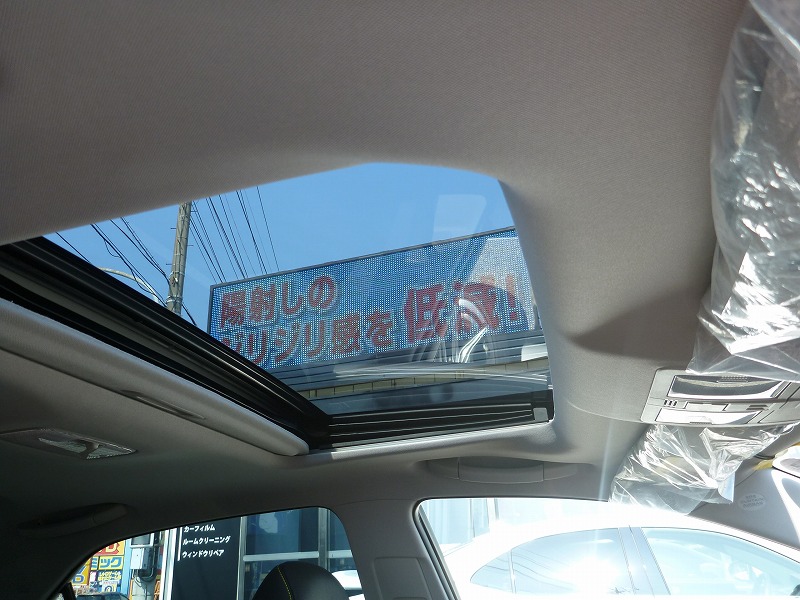 陽射しの
ジリジリ感を低減!
カーフィルム
ルームクリーニング
ウィンドウリペア